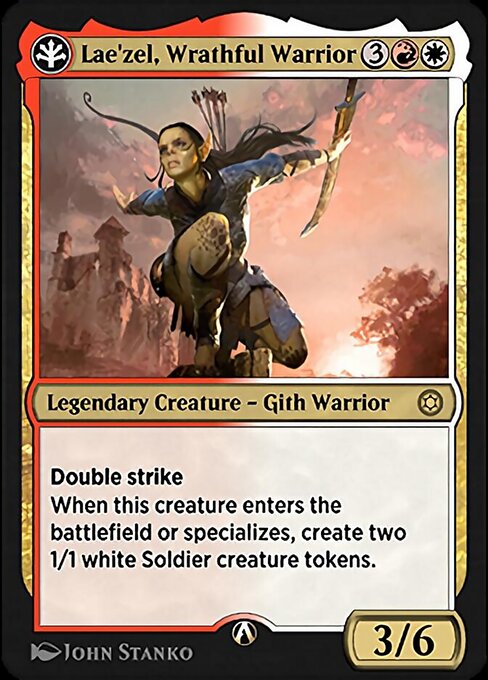 Lae'zel, Wrathful Warrior 3
Legendary Creature – Gith Warrior
Double strike
When this creature enters the
battlefield or specializes, create two
1/1 white Soldier creature tokens.
3/6
John Stanko